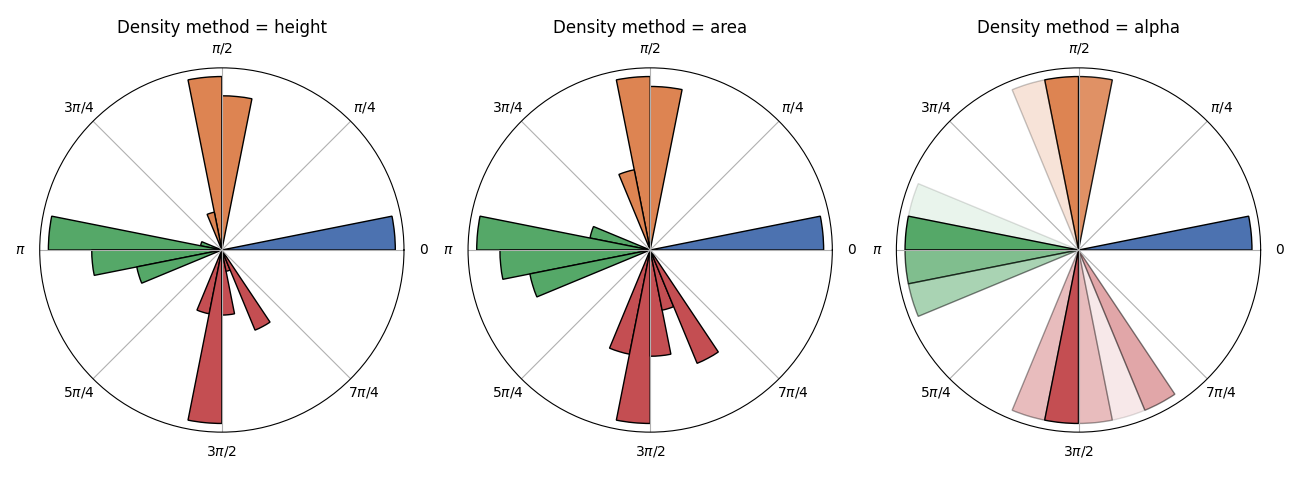 Density method = height
π/2
3π/4
π/4
π
0
5π/4
7π/4
3π/2
Density method = area
π/2
3π/4
π/4
π
0
5π/4
7π/4
3π/2
Density method = alpha
π/2
3π/4
π/4
π
0
5π/4
7π/4
3π/2